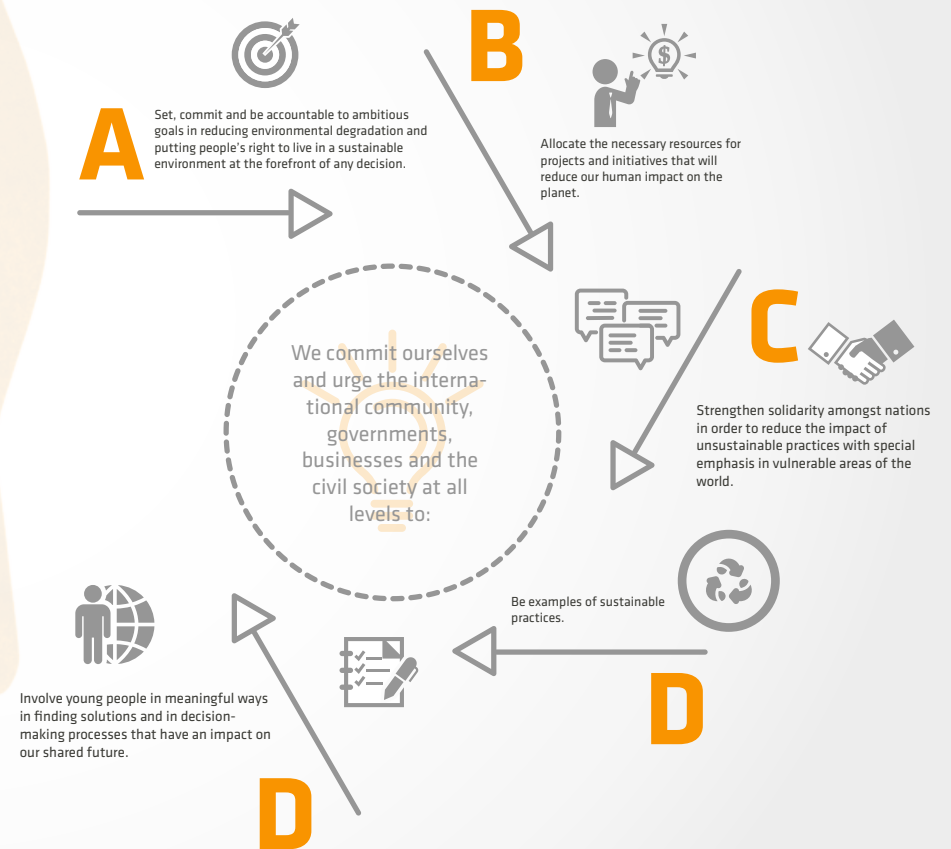 A
Set, commit and be accountable to ambitious
goals in reducing environmental degradation and
putting people's right to live in a sustainable
environment at the forefront of any decision.
B
$
Allocate the necessary resources for
projects and initiatives that will
reduce our human impact on the
planet.
C
Strengthen solidarity amongst nations
in order to reduce the impact of
unsustainable practices with special
emphasis in vulnerable areas of the
world.
We commit ourselves
and urge the interna-
tional community,
governments,
businesses and the
civil society at all
levels to:
Be examples of sustainable
practices.
D
Involve young people in meaningful ways
in finding solutions and in decision-
making processes that have an impact on
our shared future.
D